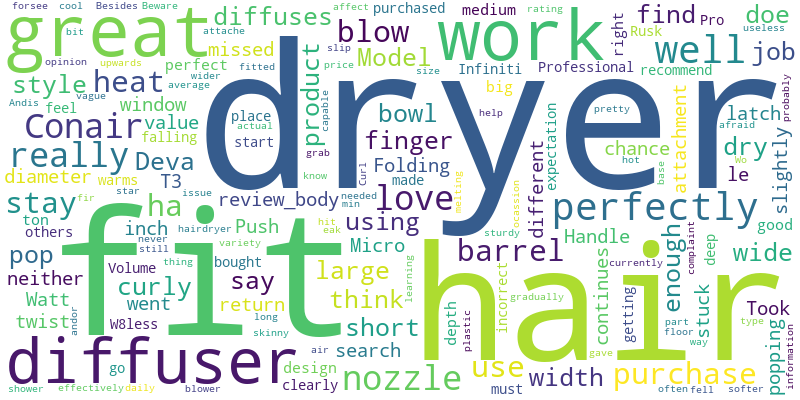 forsee cool Besides Beware
great
bit attache
opinion upwards
diffuses
affect purchased medium rating
missed
blow
slip
perfect
price
Model
work
Infiniti
size
find Pro doe
right
Rusk useless
well job
Professional
recommend
style heat
wider
fitted
average
product
capable
dryer
Andis vague
feel
window
value
place
actual
start
bowl
help
big
expectation
attachment
pretty
latch
afraid
probably
Conair
falling
finger
grab
different
chance
hot
dry
Wo
slightly
really Deva
diameter warms
T3
know
Curl
Folding
made
melting
occassion
base
le
stay
fir
star issue
needed
min
love
perfectly
ha
review_body
ton
others
inch
hairdryer
Push
hit
eak
using
sturdy
Handle
enough
complaint
deep
good
wide
pop
never
still
variety
Micro
barrel
neither
Volume
thing
bought
say
learning
large
depth
incorrect
continues
currently
getting
stuck
popping
Watt
curly
went
return
think
plastic
gradually
part
floor
way
type
information
Took
twist
andor
W8less
long
skinny
short
hair
gave
fit
air
search
diffuser
go
design
clearly
nozzle
use
must
width
purchase
shower effectively daily blower
often fell softer